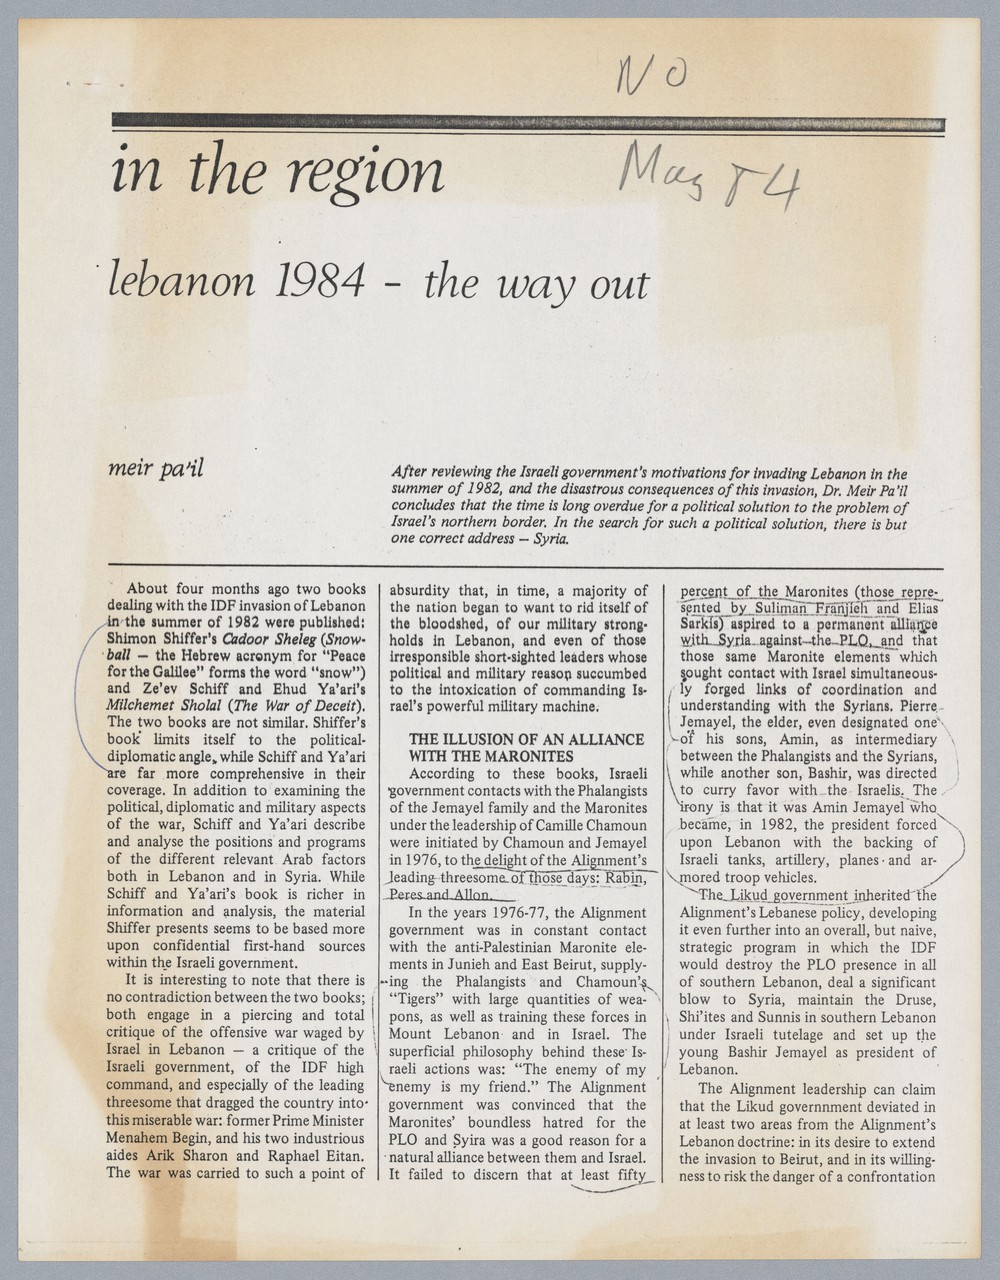 NO
in the region
May 84
lebanon 1984 - the way out
meir pa'il
After reviewing the Israeli government's motivations for invading Lebanon in the
summer of 1982, and the disastrous consequences of this invasion, Dr. Meir Pa'il
concludes that the time is long overdue for a political solution to the problem of
Israel's northern border. In the search for such a political solution, there is but
one correct address — Syria.
About four months ago two books
dealing with the IDF invasion of Lebanon
in the summer of 1982 were published:
Shimon Shiffer's Cadoor Sheleg (Snow-
ball — the Hebrew acronym for "Peace
for the Galilee" forms the word "snow")
and Ze'ev Schiff and Ehud Ya'ari's
Milchemet Sholal (The War of Deceit).
The two books are not similar. Shiffer's
book limits itself to the political-
diplomatic angle, while Schiff and Ya'ari
are far more comprehensive in their
coverage. In addition to examining the
political, diplomatic and military aspects
of the war, Schiff and Ya'ari describe
and analyse the positions and programs
of the different relevant Arab factors
both in Lebanon and in Syria. While
Schiff and Ya'ari's book is richer in
information and analysis, the material
Shiffer presents seems to be based more
upon confidential first-hand sources
within the Israeli government.
It is interesting to note that there is
no contradiction between the two books;
both engage in a piercing and total
critique of the offensive war waged by
Israel in Lebanon — a critique of the
Israeli government, of the IDF high
command, and especially of the leading
threesome that dragged the country into
this miserable war: former Prime Minister
Menahem Begin, and his two industrious
aides Arik Sharon and Raphael Eitan.
The war was carried to such a point of
absurdity that, in time, a majority of
the nation began to want to rid itself of
the bloodshed, of our military strong-
holds in Lebanon, and even of those
irresponsible short-sighted leaders whose
political and military reason succumbed
to the intoxication of commanding Is-
rael's powerful military machine.
THE ILLUSION OF AN ALLIANCE
WITH THE MARONITES
According to these books, Israeli
government contacts with the Phalangists
of the Jemayel family and the Maronites
under the leadership of Camille Chamoun
were initiated by Chamoun and Jemayel
in 1976, to the delight of the Alignment's
leading threesome of those days: Rabin,
Peres and Allon.
In the years 1976-77, the Alignment
government was in constant contact
with the anti-Palestinian Maronite ele-
ments in Junieh and East Beirut, supply-
ing the Phalangists and Chamoun's
"Tigers" with large quantities of wea-
pons, as well as training these forces in
Mount Lebanon and in Israel. The
superficial philosophy behind these Is-
raeli actions was: "The enemy of my
enemy is my friend." The Alignment
government was convinced that the
Maronites' boundless hatred for the
PLO and Syira was a good reason for a
natural alliance between them and Israel.
It failed to discern that at least fifty
percent of the Maronites (those repre-
sented by Suliman Franjieh and Elias
Sarkis) aspired to a permanent alliance
with Syria against the PLO, and that
those same Maronite elements which
sought contact with Israel simultaneous-
ly forged links of coordination and
understanding with the Syrians. Pierre
Jemayel, the elder, even designated one
of his sons, Amin, as intermediary
between the Phalangists and the Syrians,
while another son, Bashir, was directed
to curry favor with the Israelis. The
irony is that it was Amin Jemayel who
became, in 1982, the president forced
upon Lebanon with the backing of
Israeli tanks, artillery, planes and ar-
mored troop vehicles.
The Likud government inherited the
Alignment's Lebanese policy, developing
it even further into an overall, but naive,
strategic program in which the IDF
would destroy the PLO presence in all
of southern Lebanon, deal a significant
blow to Syria, maintain the Druse,
Shi'ites and Sunnis in southern Lebanon
under Israeli tutelage and set up the
young Bashir Jemayel as president of
Lebanon.
The Alignment leadership can claim
that the Likud governnment deviated in
at least two areas from the Alignment's
Lebanon doctrine: in its desire to extend
the invasion to Beirut, and in its willing-
ness to risk the danger of a confrontation